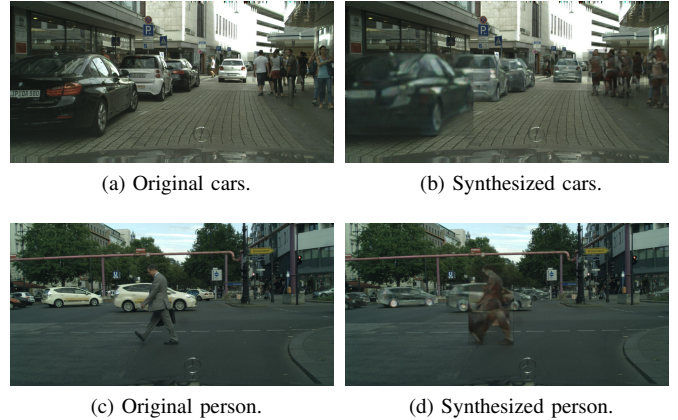 P
(a) Original cars.
(b) Synthesized cars.
(c) Original person.
(d) Synthesized person.